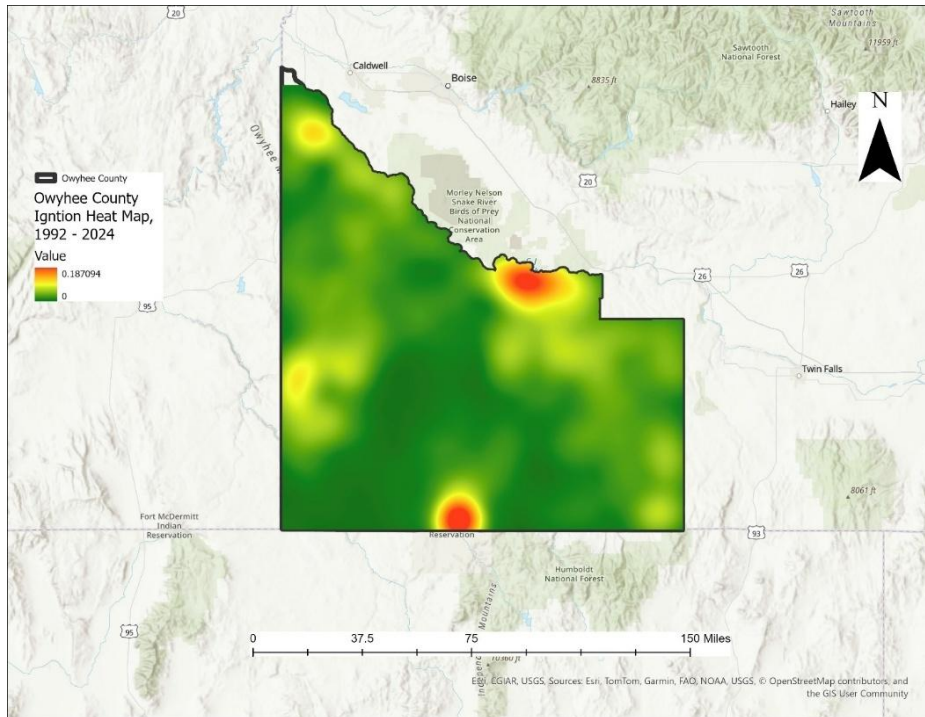 20
Sawtooth
Mountains
11959 ft
Sawtooth
National Forest
Caldwell
Boise
8835 ft
Hailey
N
Owyhee M
Owyhee County
Owyhee County
Igntion Heat Map,
1992 - 2024
Value
0.187094
0
20
Morley Nelson
Snake River
Birds of Prey
National
Conservation
Area
26
26
95
Twin Falls
8061 ft
Fort McDermitt
Indian
Reservation
Reservation
93
Humboldt
National Forest
95
Mountains
0
37.5
75
150 Miles
10360 ft
Esri, CGIAR, USGS, Sources: Esri, TomTom, Garmin, FAO, NOAA, USGS, © OpenStreetMap contributors, and
the GIS User Community